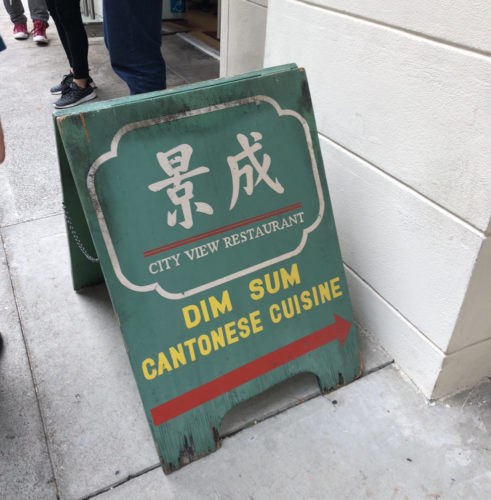 景成
CITY VIEW RESTAURANT
DIM SUM
CANTONESE CUISINE